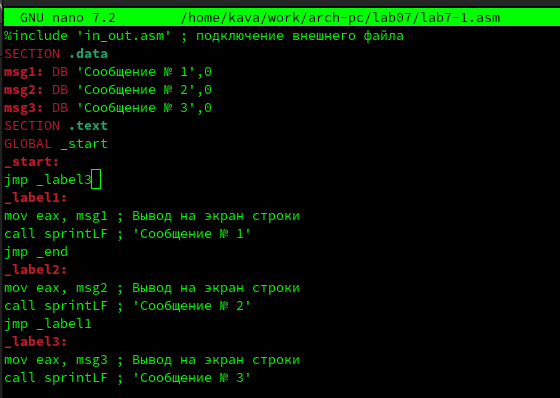 GNU nano 7.2 /home/kava/work/arch-pc/lab07/lab7-1.asm
%include 'in_out.asm' ; подключение внешнего файла
SECTION .data
msg1: DB 'Сообщение № 1',0
msg2: DB 'Сообщение № 2',0
msg3: DB 'Сообщение № 3',0
SECTION .text
GLOBAL _start
_start:
jmp _label3
_label1:
mov eax, msg1 ; Вывод на экран строки
call sprintLF ; 'Сообщение № 1'
jmp _end
_label2:
mov eax, msg2 ; Вывод на экран строки
call sprintLF ; 'Сообщение № 2'
jmp _label1
_label3:
mov eax, msg3 ; Вывод на экран строки
call sprintLF ; 'Сообщение № 3'